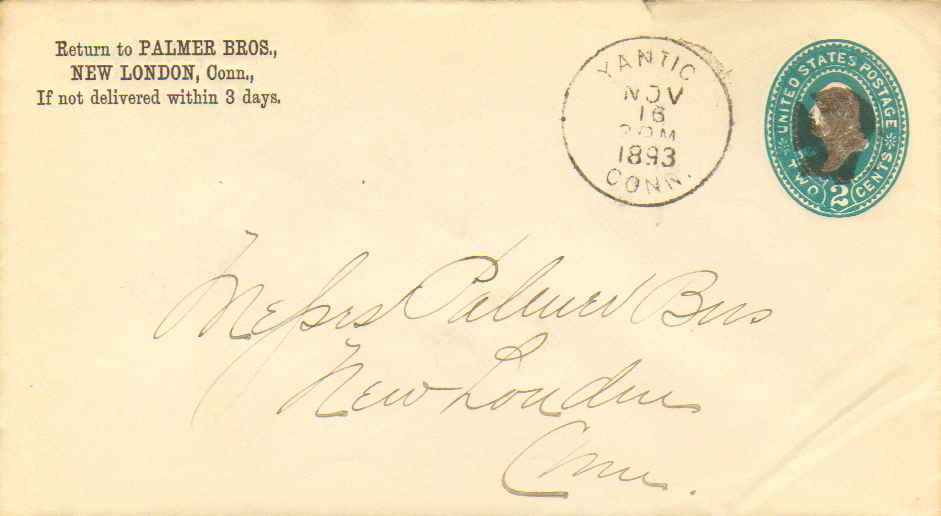 Return to PALMER BROS.,
NEW LONDON, Conn.,
If not delivered within 3 days.
YANTIC
NOV
16
2PM
1893
CONN.
UNITED STATES POSTAGE
TWO 2 CENTS
Messrs Palmer Bros
New London
Conn.